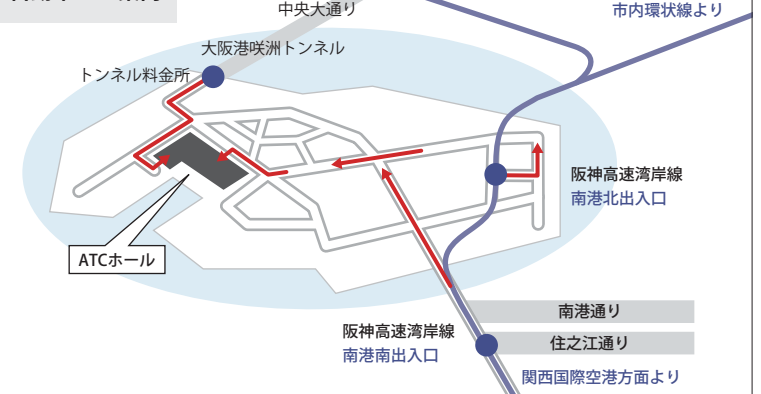 中央大通り
市内環状線より
大阪港咲洲トンネル
トンネル料金所
阪神高速湾岸線
南港北出入口
ATCホール
南港通り
阪神高速湾岸線
南港南出入口
住之江通り
関西国際空港方面より